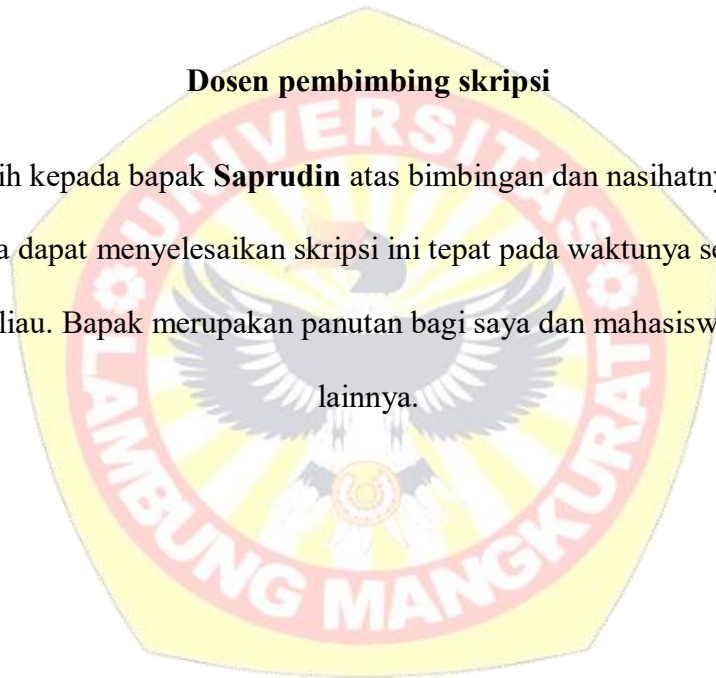 Dosen pembimbing skripsi
ih kepada bapak Saprudin atas bimbingan dan nasihatny
a dapat menyelesaikan skripsi ini tepat pada waktunya se
liau. Bapak merupakan panutan bagi saya dan mahasisw
lainnya.
UNIVERSITAS
LAMBUNG MANGKURAT